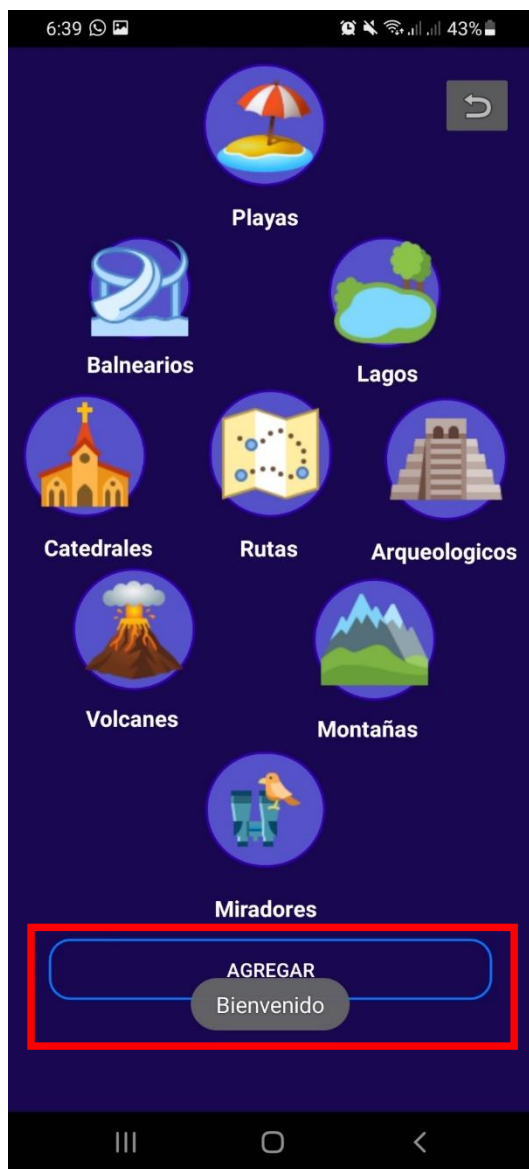 6:39 43%
Playas
Balnearios
Lagos
Catedrales
Rutas
Arqueologicos
Volcanes
Montañas
Miradores
AGREGAR
Bienvenido